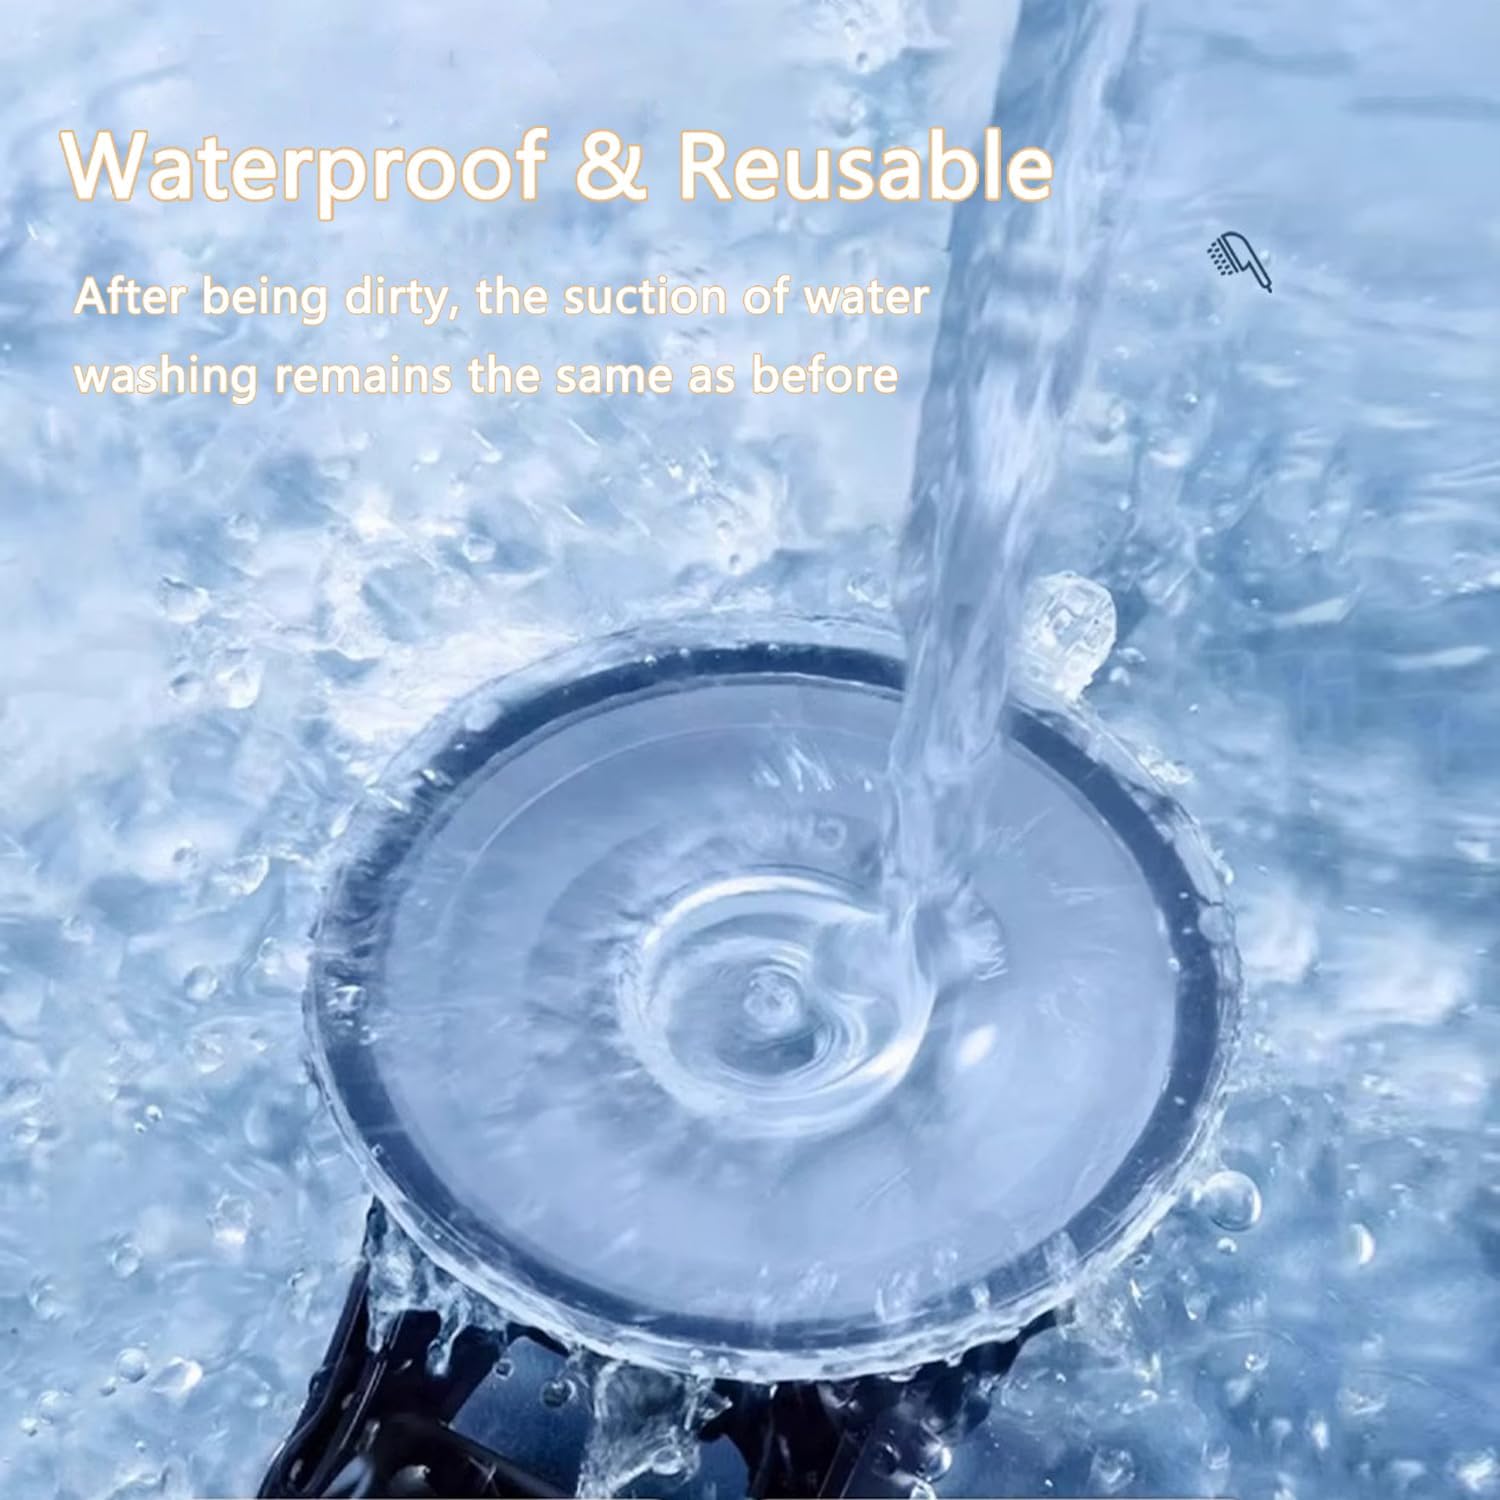 Waterproof & Reusable
After being dirty, the suction of water
washing remains the same as before